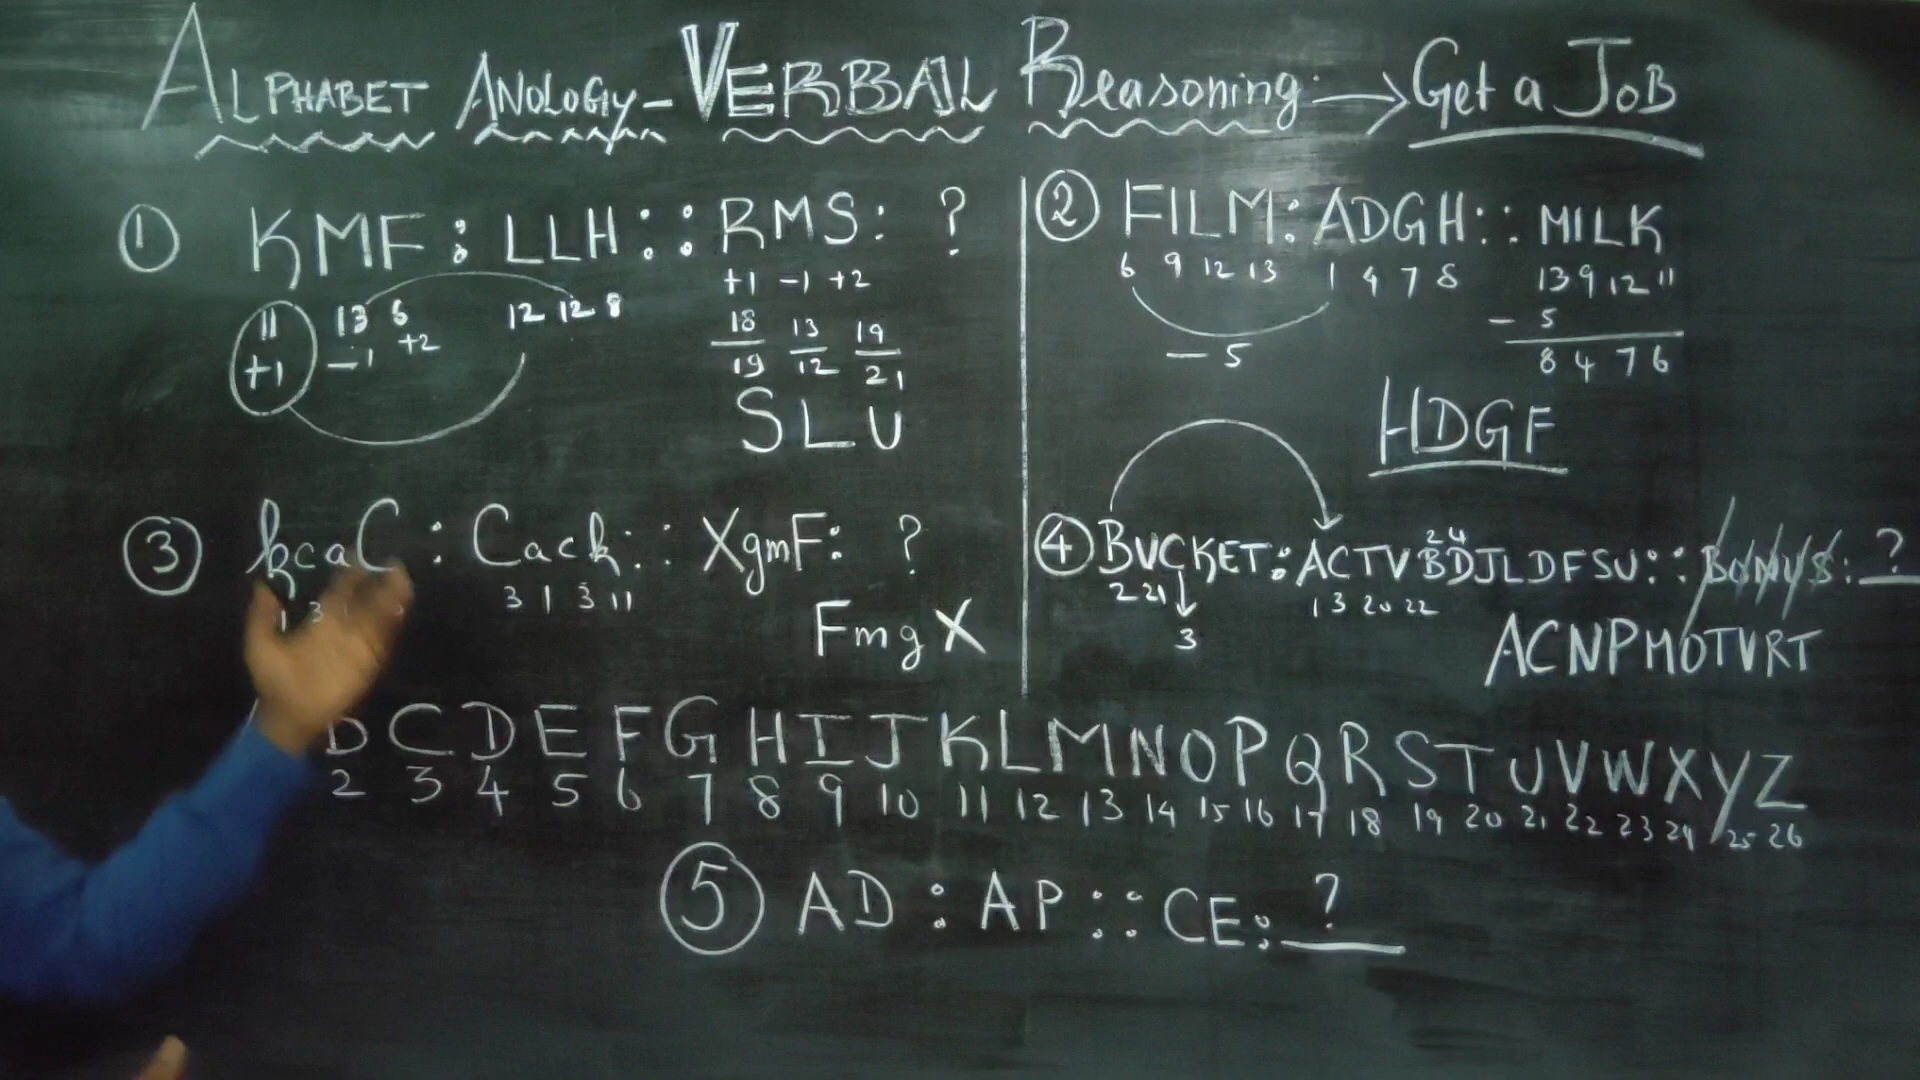 ALPHABET ANOLOGY - VERBAL Reasoning → Get a JOB
① KMF : LLH :: RMS : ?
11 13 6 12 12 8
+1 -1 +2
+1 -1 +2
18 13 19
19 12 21
SLU
② FILM : ADGH :: MILK
6 9 12 13 1 4 7 8 13 9 12 11
- 5
- 5
8 4 7 6
HDGF
③ kcaC : Cack :: XgmF : ?
3 1 3 11
FmgX
④ BUCKET : ACTVBDJLDFSU :: BONUS : ?
2 4
2 21 1 3 20 22
3
ACNPMOTVRT
B C D E F G H I J K L M N O P Q R S T U V W X Y Z
2 3 4 5 6 7 8 9 10 11 12 13 14 15 16 17 18 19 20 21 22 23 24 25 26
⑤ AD : AP :: CE : ?